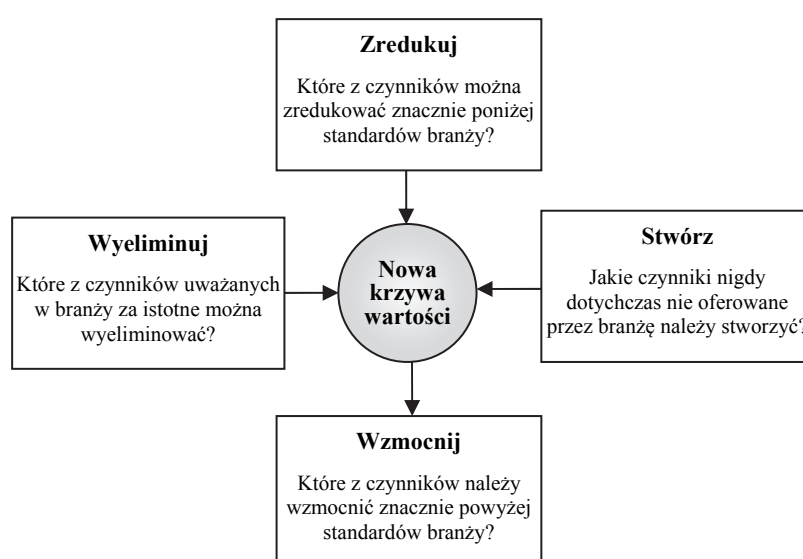 Zredukuj
Które z czynników można
zredukować znacznie poniżej
standardów branży?
Wyeliminuj
Które z czynników uważanych
w branży za istotne można
wyeliminować?
Nowa
krzywa
wartości
Stwórz
Jakie czynniki nigdy
dotychczas nie oferowane
przez branżę należy stworzyć?
Wzmocnij
Które z czynników należy
wzmocnić znacznie powyżej
standardów branży?